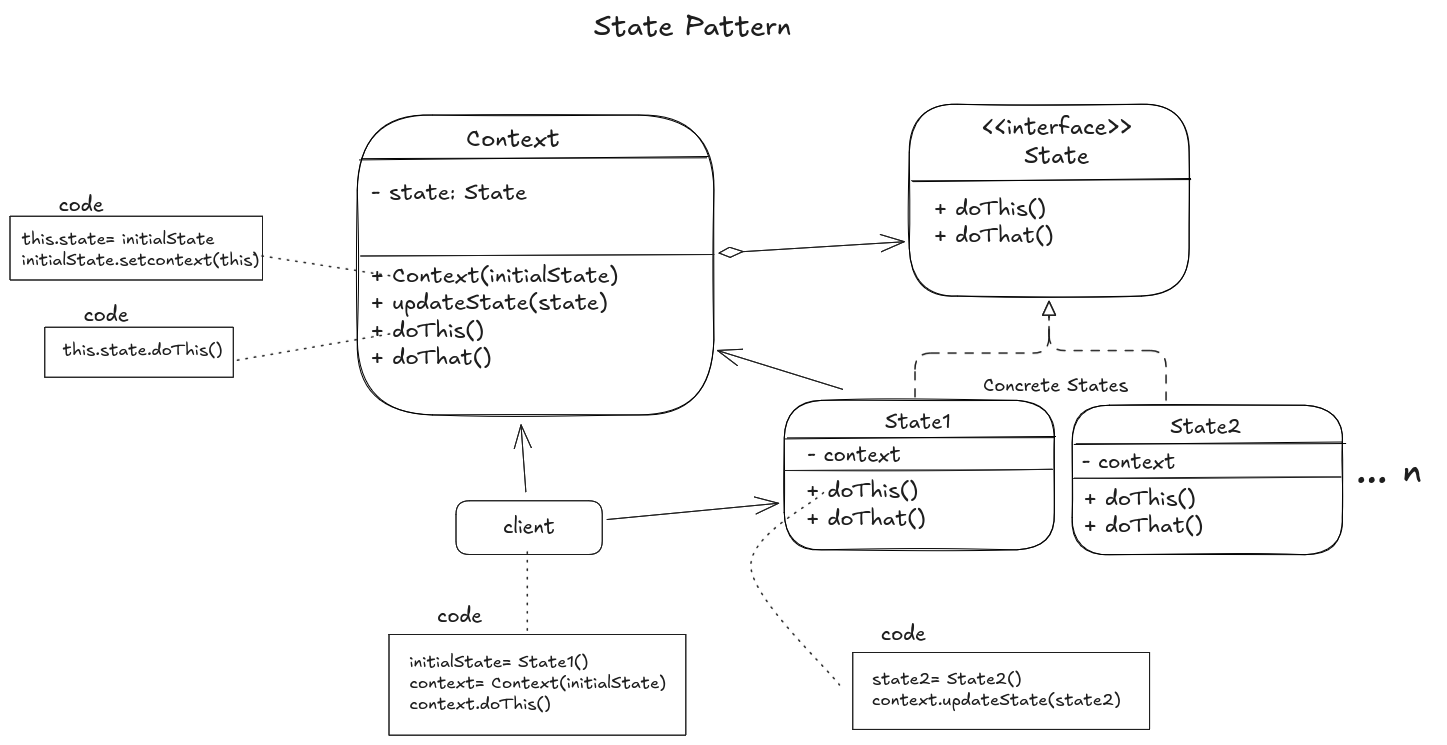 State Pattern
Context
- state: State
+ Context(initialState)
+ updateState(state)
+ doThis()
+ doThat()
<<interface>>
State
+ doThis()
+ doThat()
code
this.state= initialState
initialState.setcontext(this)
code
this.state.doThis()
Concrete States
State1
- context
+ doThis()
+ doThat()
State2
- context
+ doThis()
+ doThat()
... n
client
code
initialState= State1()
context= Context(initialState)
context.doThis()
code
state2= State2()
context.updateState(state2)